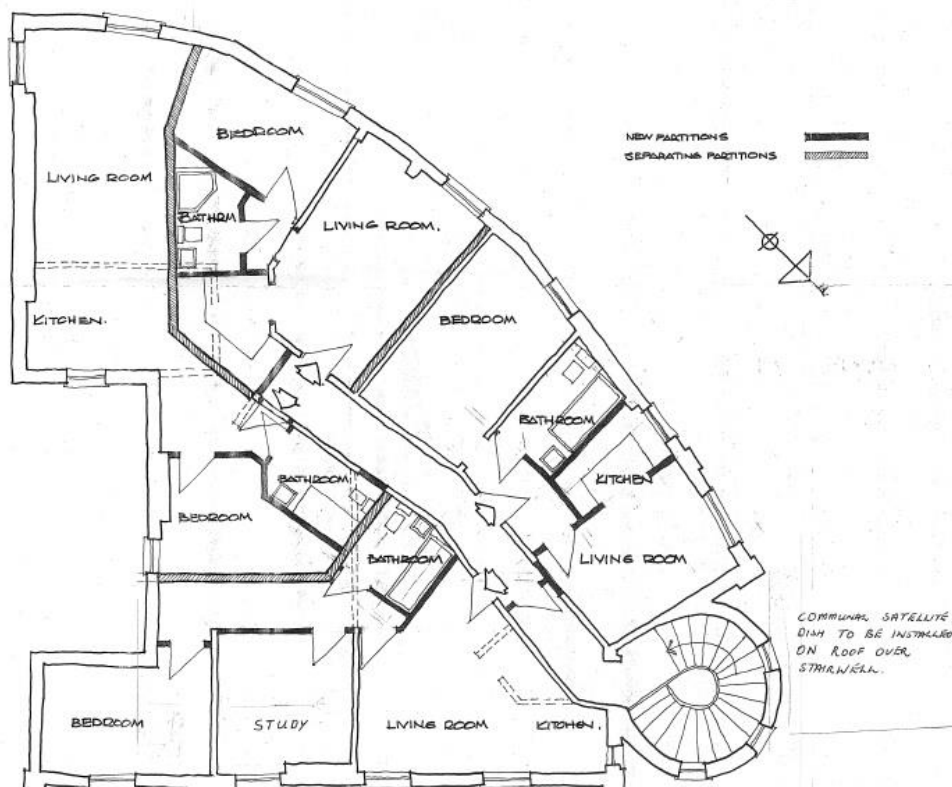 BEDROOM
NEW PARTITIONS
SEPARATING PARTITIONS
LIVING ROOM
BATHRM
LIVING ROOM.
KITCHEN.
BEDROOM
BATHROOM
KITCHEN
BATHROOM
BEDROOM
BATHROOM
LIVING ROOM
COMMUNAL SATELLITE
DISH TO BE INSTALLED
ON ROOF OVER
STAIRWELL.
BEDROOM
STUDY
LIVING ROOM
KITCHEN.